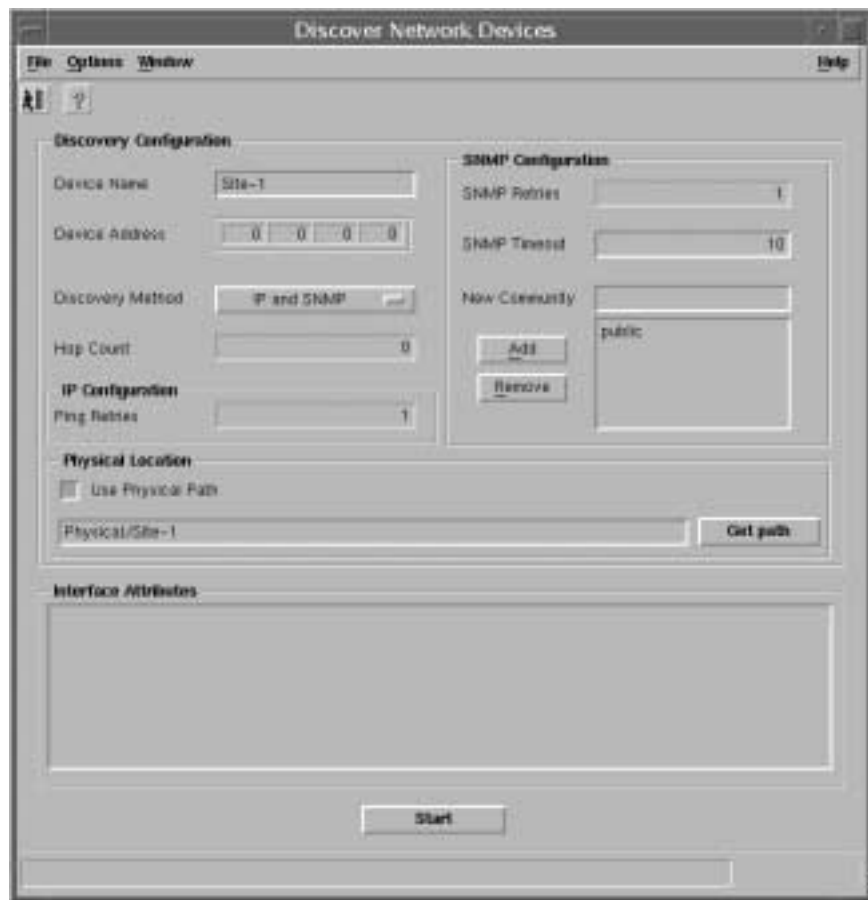 Discover Network Devices
File Options Window Help
?
Discovery Configuration
Device Name Site-1
Device Address 0 0 0 0
Discovery Method IP and SNMP
Hop Count 0
IP Configuration
Ping Retries 1
SNMP Configuration
SNMP Retries 1
SNMP Timeout 10
New Community
public
Add
Remove
Physical Location
Use Physical Path
Physical/Site-1 Get path
Interface Attributes
Start